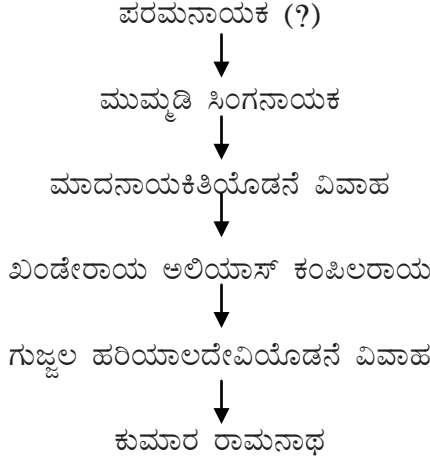 ಪರಮನಾಯಕ (?)
ಮುಮ್ಮಡಿ ಸಿಂಗನಾಯಕ
ಮಾದನಾಯಕಿತಿಯೊಡನೆ ವಿವಾಹ
ಖಂಡೇರಾಯ ಅಲಿಯಾಸ್ ಕಂಪಿಲರಾಯ
ಗುಜ್ಜಲ ಹರಿಯಾಲದೇವಿಯೊಡನೆ ವಿವಾಹ
ಕುಮಾರ ರಾಮನಾಥ